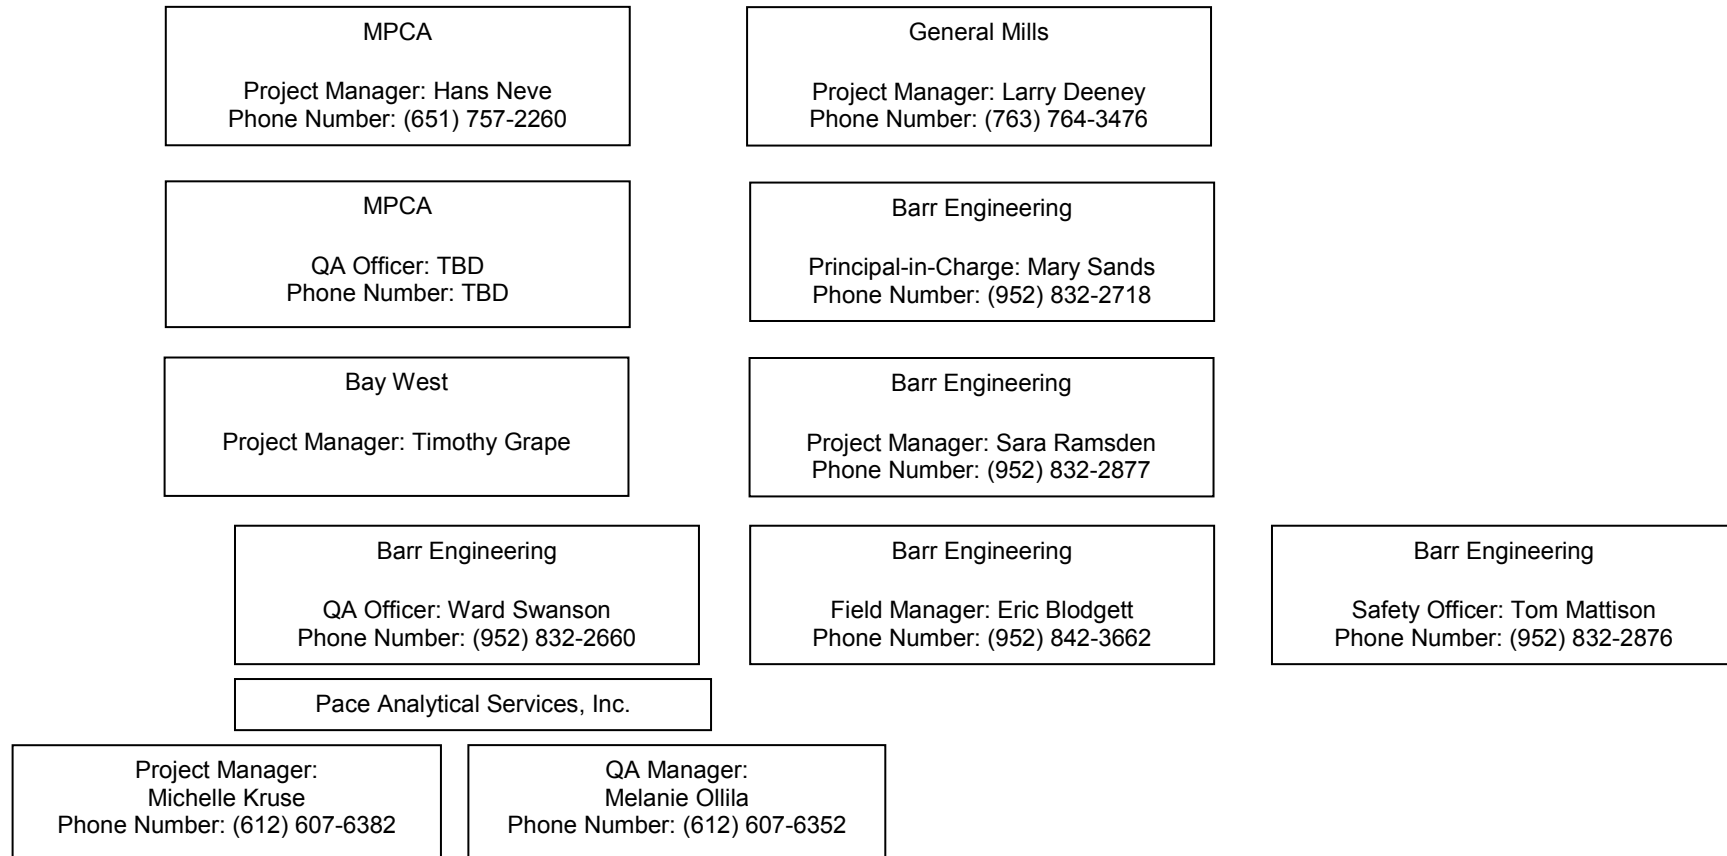 MPCA
Project Manager: Hans Neve
Phone Number: (651) 757-2260
General Mills
Project Manager: Larry Deeney
Phone Number: (763) 764-3476
MPCA
QA Officer: TBD
Phone Number: TBD
Barr Engineering
Principal-in-Charge: Mary Sands
Phone Number: (952) 832-2718
Bay West
Project Manager: Timothy Grape
Barr Engineering
Project Manager: Sara Ramsden
Phone Number: (952) 832-2877
Barr Engineering
QA Officer: Ward Swanson
Phone Number: (952) 832-2660
Barr Engineering
Field Manager: Eric Blodgett
Phone Number: (952) 842-3662
Barr Engineering
Safety Officer: Tom Mattison
Phone Number: (952) 832-2876
Pace Analytical Services, Inc.
Project Manager:
Michelle Kruse
Phone Number: (612) 607-6382
QA Manager:
Melanie Ollila
Phone Number: (612) 607-6352